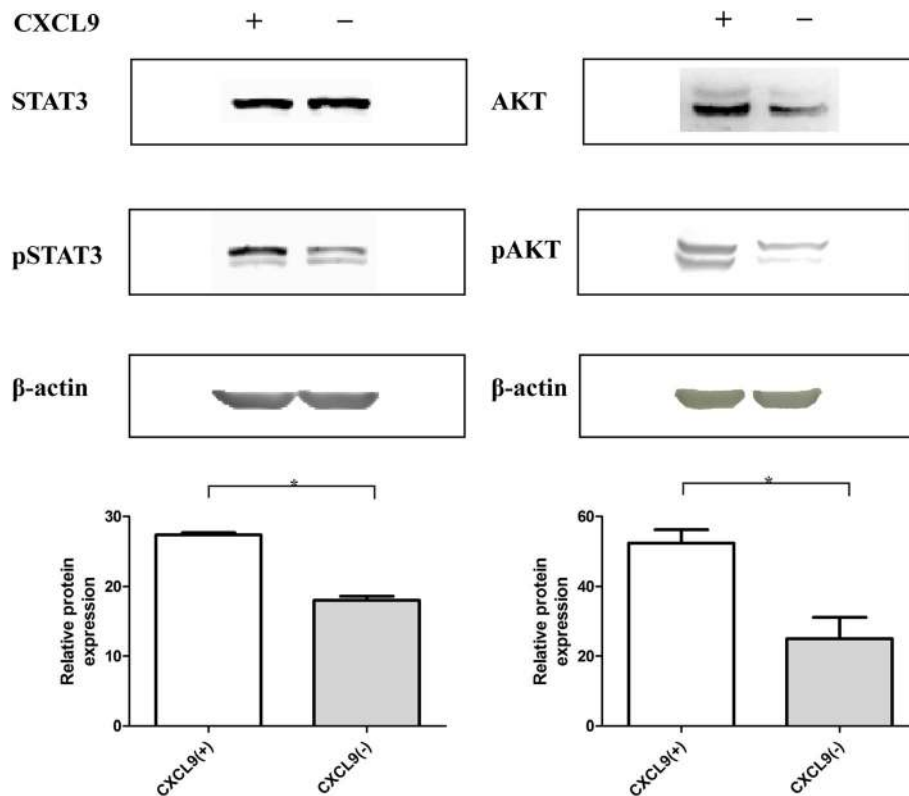 CXCL9 + − + −
STAT3 AKT
pSTAT3 pAKT
β-actin β-actin
* *
30 60
20 40
10 20
0 0
Relative protein
expression
Relative protein
expression
CXCL9(+) CXCL9(-) CXCL9(+) CXCL9(-)